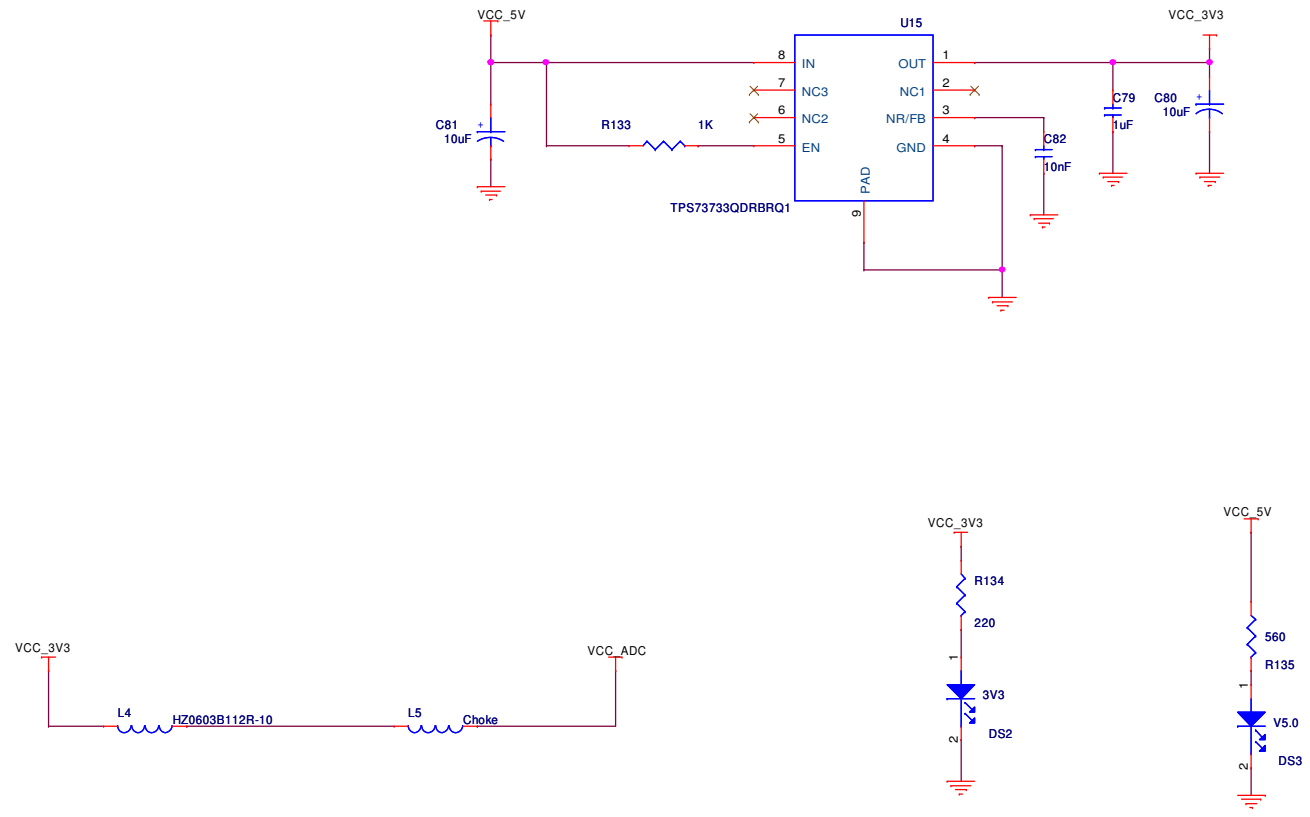 VCC_5V
VCC_3V3
U15
8
IN
OUT
1
7
NC3
NC1
2
6
NC2
NR/FB
3
5
EN
GND
4
PAD
9
TPS73733QDRBRQ1
C81
+
10uF
R133
1K
C79
1uF
C80
+
10uF
C82
10nF
VCC_3V3
R134
220
1
3V3
2
DS2
VCC_5V
560
R135
1
V5.0
2
DS3
VCC_3V3
L4
HZ0603B112R-10
L5
Choke
VCC_ADC